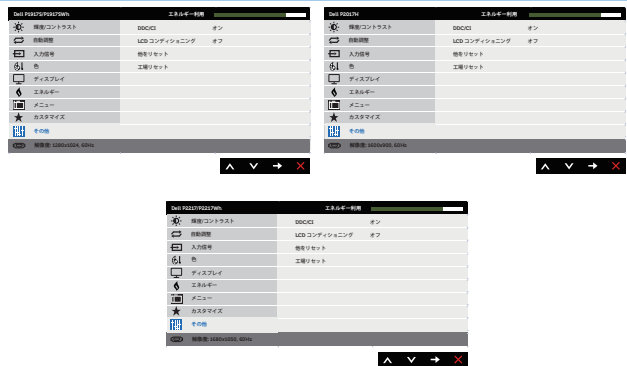 Dell P1917S/P1917SWh エネルギー利用
輝度/コントラスト DDC/CI オン
自動調整 LCD コンディショニング オフ
入力信号 他をリセット
色 工場リセット
ディスプレイ
エネルギー
メニュー
カスタマイズ
その他
解像度: 1280x1024, 60Hz
Dell P2017H エネルギー利用
輝度/コントラスト DDC/CI オン
自動調整 LCD コンディショニング オフ
入力信号 他をリセット
色 工場リセット
ディスプレイ
エネルギー
メニュー
カスタマイズ
その他
解像度: 1600x900, 60Hz
Dell P2217/P2217Wh エネルギー利用
輝度/コントラスト DDC/CI オン
自動調整 LCD コンディショニング オフ
入力信号 他をリセット
色 工場リセット
ディスプレイ
エネルギー
メニュー
カスタマイズ
その他
解像度: 1680x1050, 60Hz